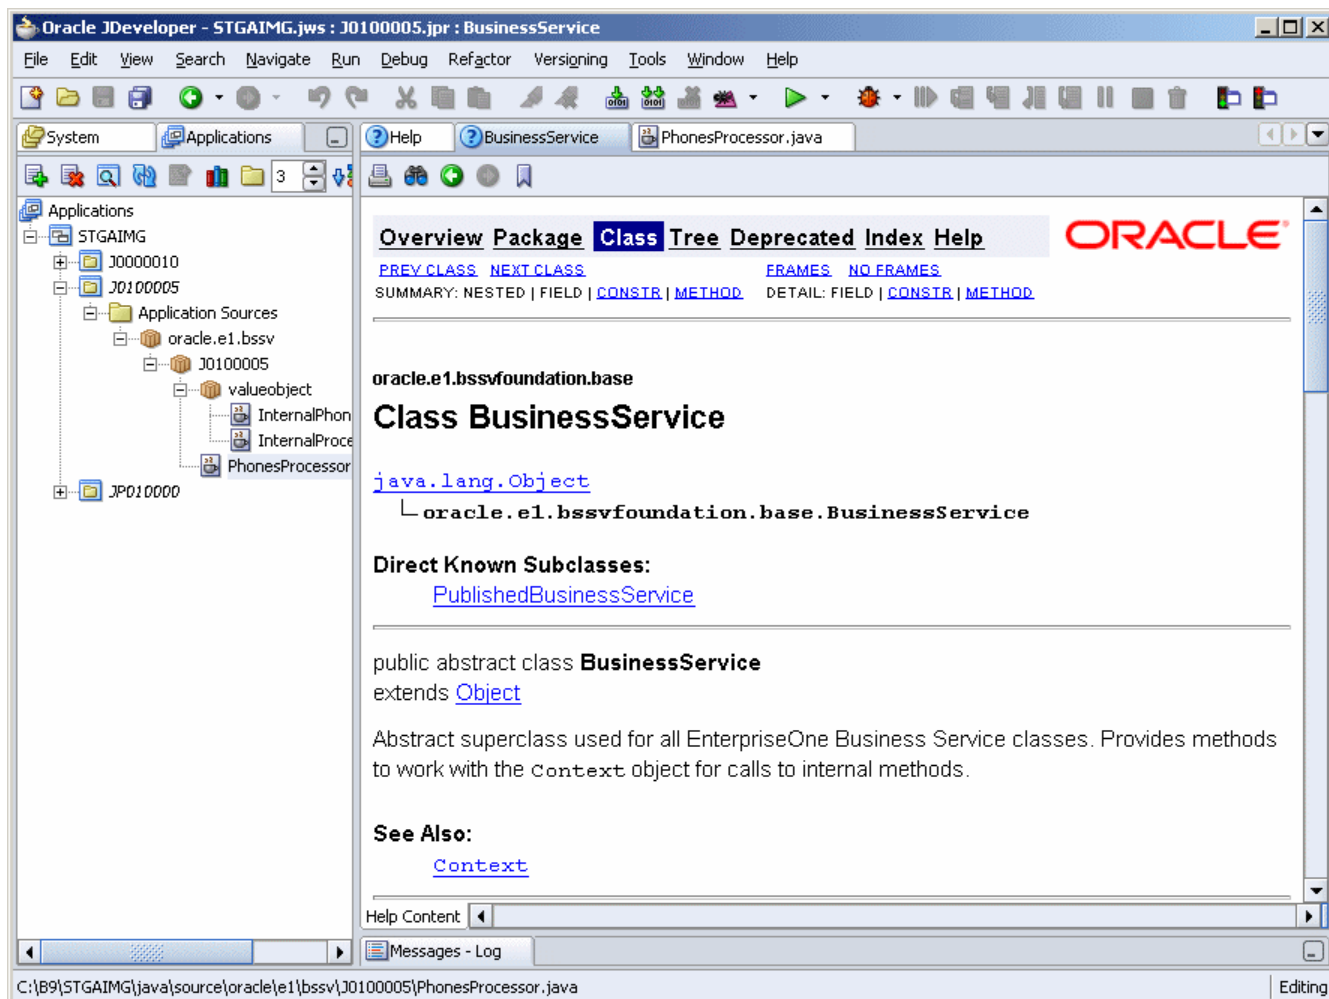 Oracle JDeveloper - STGAIMG.jws : J0100005.jpr : BusinessService
File Edit View Search Navigate Run Debug Refactor Versioning Tools Window Help
System Applications Help BusinessService PhonesProcessor.java
3
Applications
STGAIMG
J0000010
J0100005
Application Sources
oracle.e1.bssv
J0100005
valueobject
InternalPhon
InternalProce
PhonesProcessor
JP010000
Overview Package Class Tree Deprecated Index Help
ORACLE
PREV CLASS NEXT CLASS FRAMES NO FRAMES
SUMMARY: NESTED | FIELD | CONSTR | METHOD DETAIL: FIELD | CONSTR | METHOD
oracle.e1.bssvfoundation.base
Class BusinessService
java.lang.Object
oracle.e1.bssvfoundation.base.BusinessService
Direct Known Subclasses:
PublishedBusinessService
public abstract class BusinessService
extends Object
Abstract superclass used for all EnterpriseOne Business Service classes. Provides methods
to work with the Context object for calls to internal methods.
See Also:
Context
Help Content
Messages - Log
C:\B9\STGAIMG\java\source\oracle\e1\bssv\J0100005\PhonesProcessor.java Editing